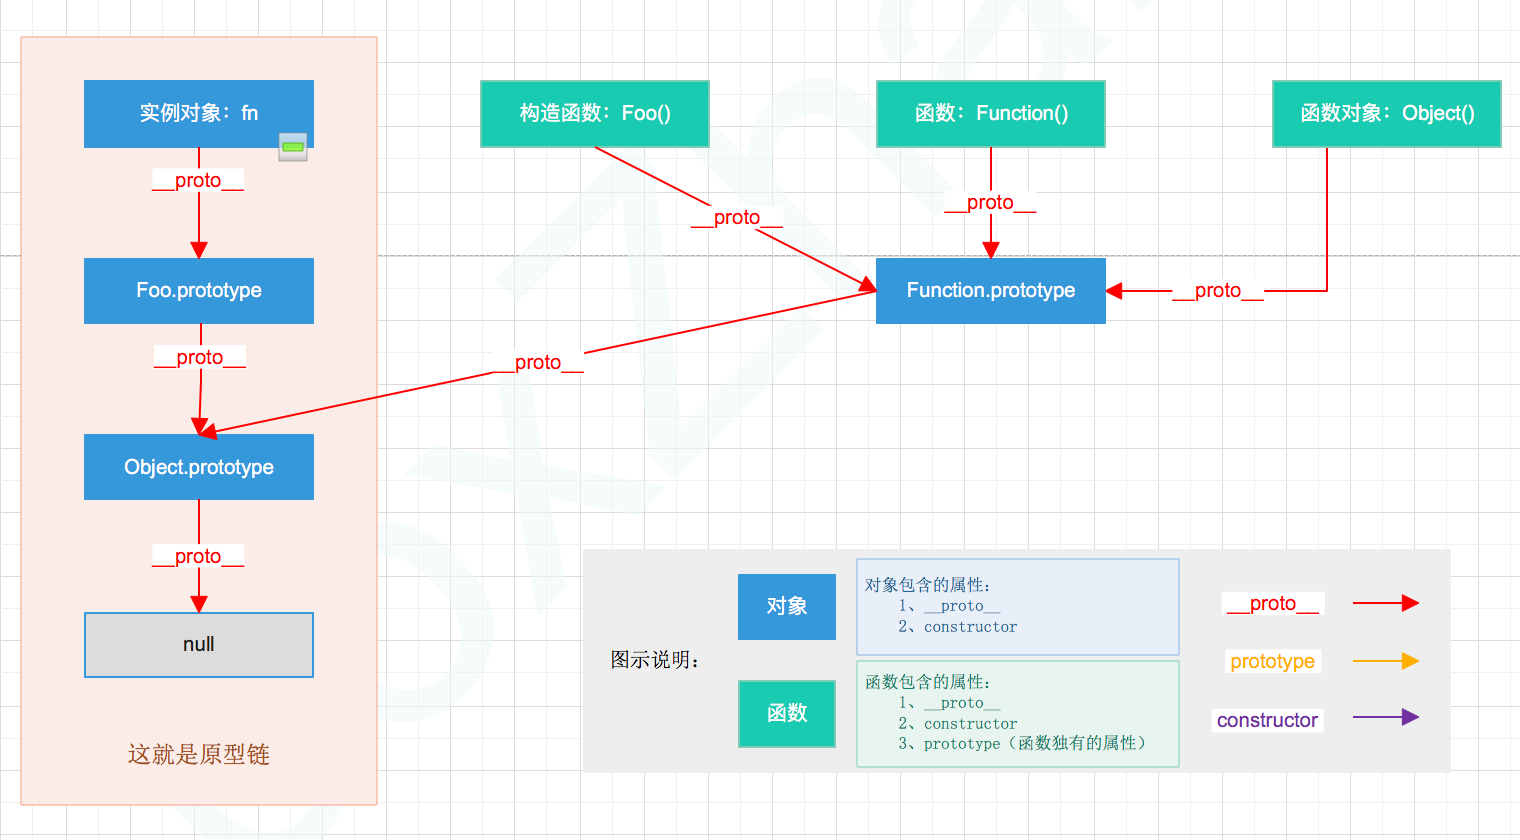 实例对象：fn
构造函数：Foo()
函数：Function()
函数对象：Object()
__proto__
__proto__
__proto__
Foo.prototype
Function.prototype
__proto__
__proto__
__proto__
Object.prototype
__proto__
null
这就是原型链
图示说明：
对象
对象包含的属性：
1、__proto__
2、constructor
函数
函数包含的属性：
1、__proto__
2、constructor
3、prototype（函数独有的属性）
__proto__
prototype
constructor